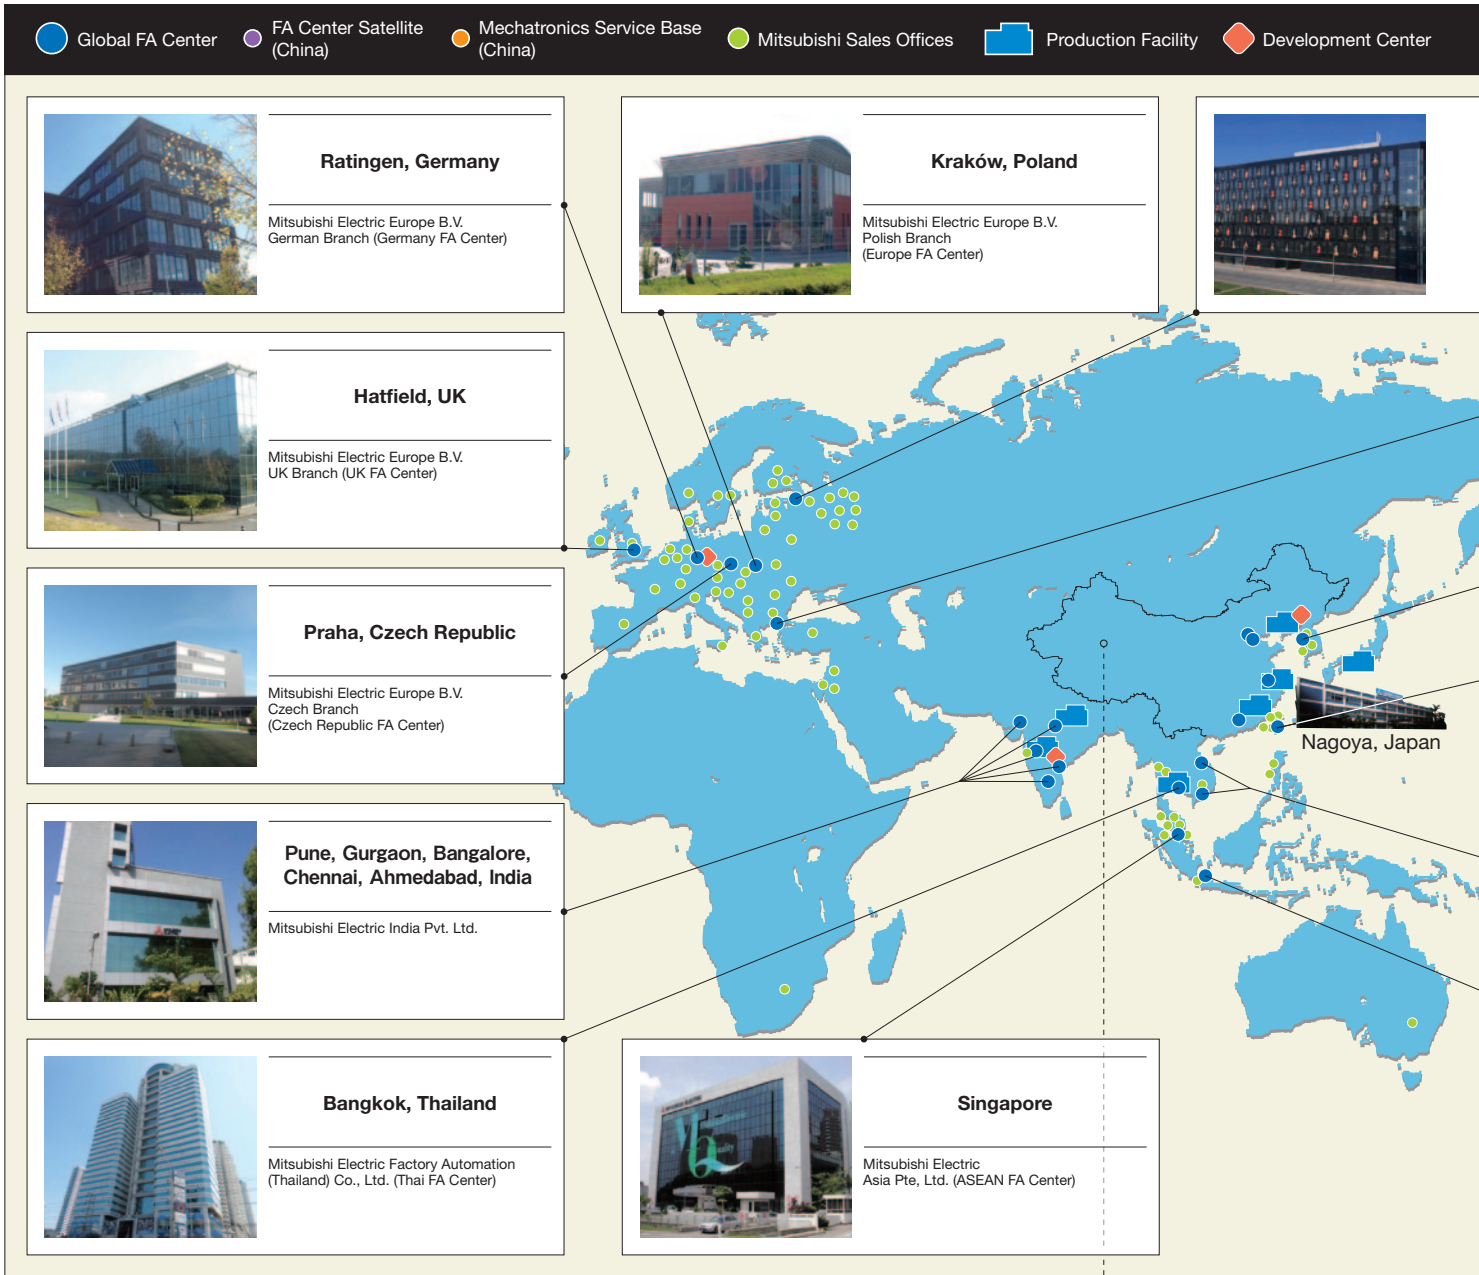 Global FA Center
FA Center Satellite
(China)
Mechatronics Service Base
(China)
Mitsubishi Sales Offices
Production Facility
Development Center
Ratingen, Germany
Mitsubishi Electric Europe B.V.
German Branch (Germany FA Center)
Kraków, Poland
Mitsubishi Electric Europe B.V.
Polish Branch
(Europe FA Center)
Hatfield, UK
Mitsubishi Electric Europe B.V.
UK Branch (UK FA Center)
Praha, Czech Republic
Mitsubishi Electric Europe B.V.
Czech Branch
(Czech Republic FA Center)
Nagoya, Japan
Pune, Gurgaon, Bangalore,
Chennai, Ahmedabad, India
Mitsubishi Electric India Pvt. Ltd.
Bangkok, Thailand
Mitsubishi Electric Factory Automation
(Thailand) Co., Ltd. (Thai FA Center)
Singapore
Mitsubishi Electric
Asia Pte, Ltd. (ASEAN FA Center)